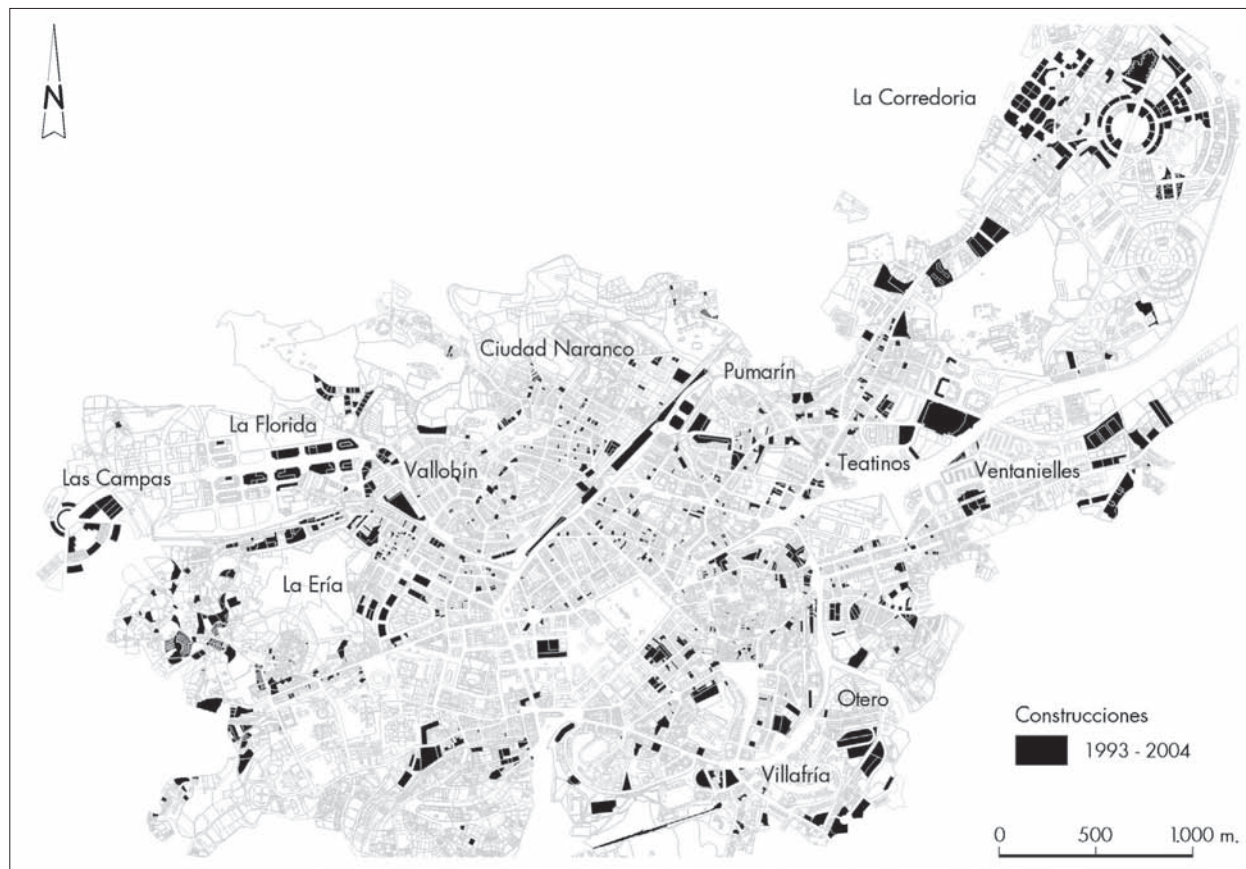 N
La Corredoria
Ciudad Naranco
Pumarín
La Florida
Las Campas
Vallobín
Teatinos
Ventanielles
La Ería
Otero
Villafría
Construcciones
1993 - 2004
0 500 1.000 m.